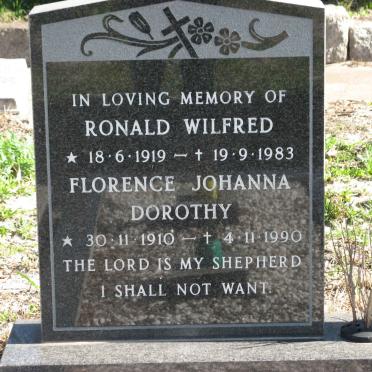 IN LOVING MEMORY OF
RONALD WILFRED
★ 18·6·1919 — ✝ 19·9·1983
FLORENCE JOHANNA
DOROTHY
★ 30·11·1910 — ✝ 4·11·1990
THE LORD IS MY SHEPHERD
I SHALL NOT WANT.